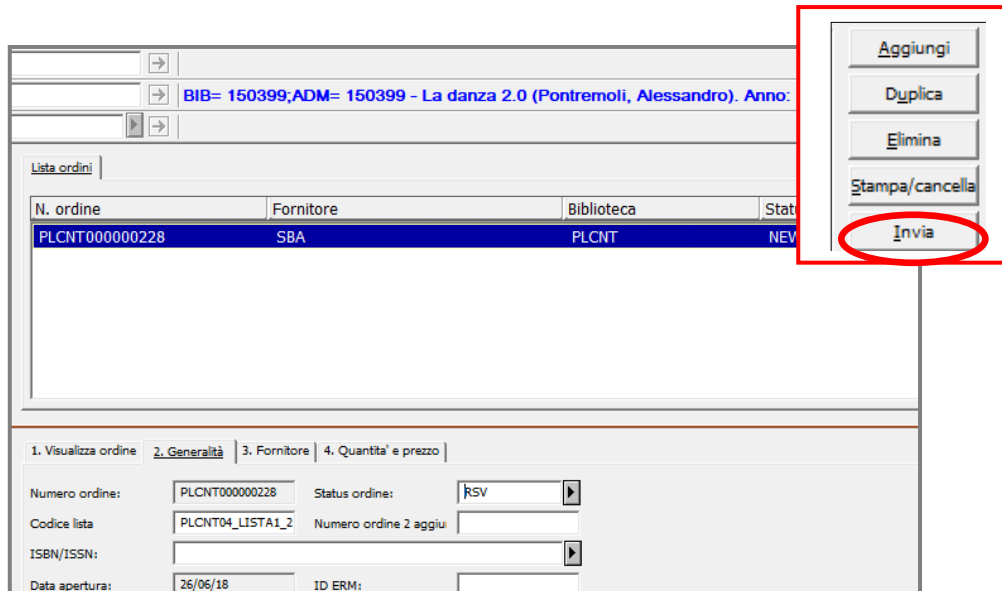 Aggiungi
Duplica
Elimina
Stampa/cancella
Invia
BIB= 150399;ADM= 150399 - La danza 2.0 (Pontremoli, Alessandro). Anno:
Lista ordini
N. ordine Fornitore Biblioteca Stat
PLCNT000000228 SBA PLCNT NEW
1. Visualizza ordine 2. Generalità 3. Fornitore 4. Quantita' e prezzo
Numero ordine: PLCNT000000228 Status ordine: RSV
Codice lista PLCNT04_LISTA1_2 Numero ordine 2 aggiu
ISBN/ISSN:
Data apertura: 26/06/18 ID ERM: